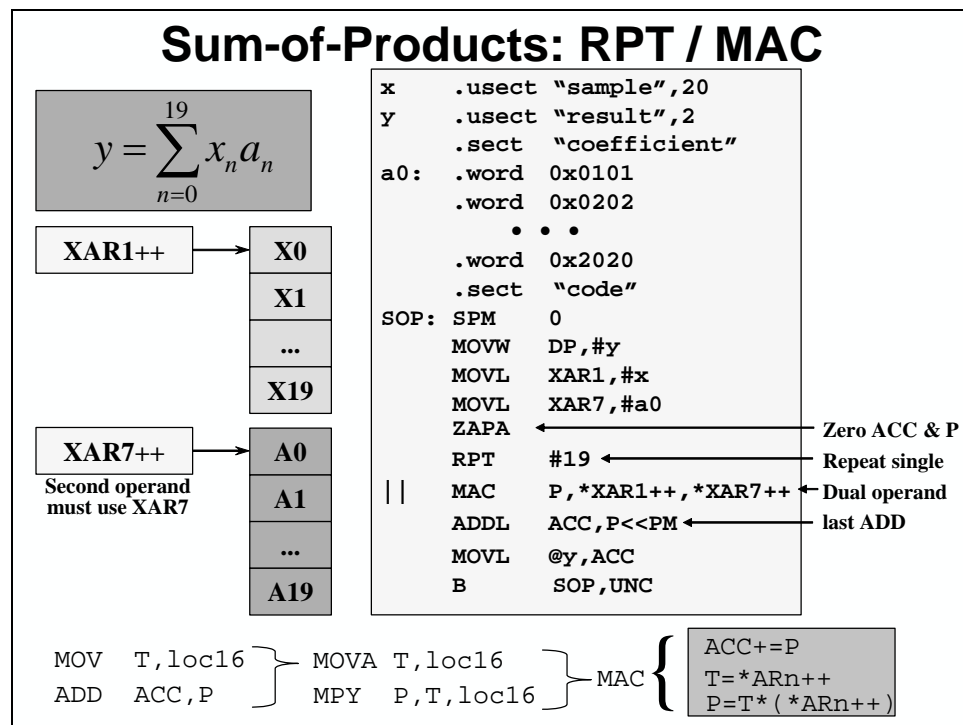 Sum-of-Products: RPT / MAC
19
y = ∑ xₙaₙ
n=0
XAR1++
X0
X1
...
X19
XAR7++
Second operand
must use XAR7
A0
A1
...
A19
x .usect “sample”,20
y .usect “result”,2
.sect “coefficient”
a0: .word 0x0101
.word 0x0202
• • •
.word 0x2020
.sect “code”
SOP: SPM 0
MOVW DP,#y
MOVL XAR1,#x
MOVL XAR7,#a0
ZAPA
RPT #19
|| MAC P,*XAR1++,*XAR7++
ADDL ACC,P<<PM
MOVL @y,ACC
B SOP,UNC
Zero ACC & P
Repeat single
Dual operand
last ADD
MOV T,loc16
ADD ACC,P
MOVA T,loc16
MPY P,T,loc16
MAC
ACC+=P
T=*ARn++
P=T*(*ARn++)